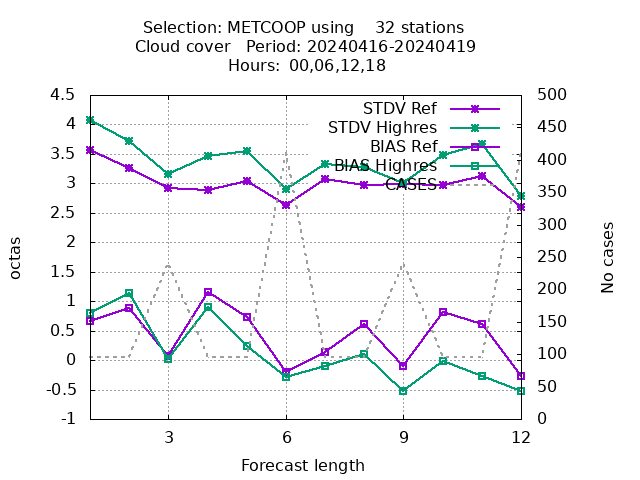 Selection: METCOOP using    32 stations
Cloud cover   Period: 20240416-20240419
Hours:  00,06,12,18
STDV Ref
STDV Highres
BIAS Ref
BIAS Highres
CASES
octas
4.5
4
3.5
3
2.5
2
1.5
1
0.5
0
-0.5
-1
500
450
400
350
300
250
200
150
100
50
0
No cases
3 6 9 12
Forecast length